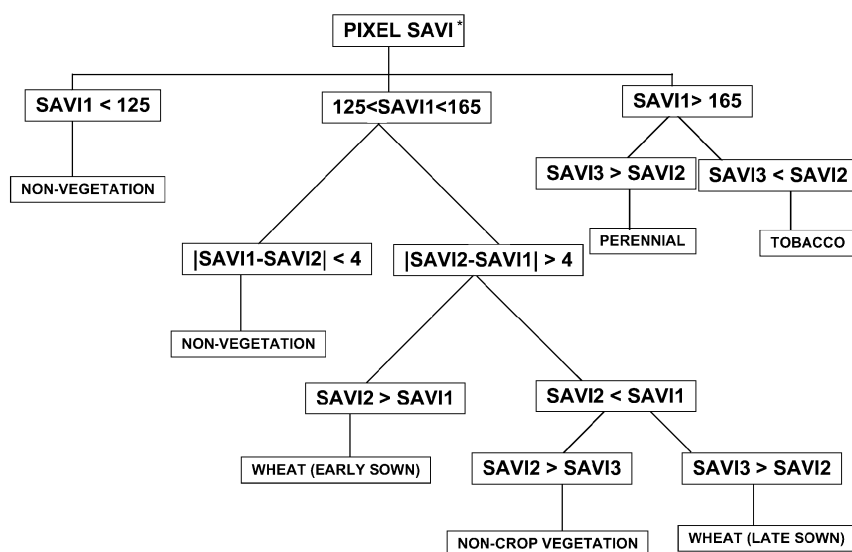 PIXEL SAVI*
SAVI1 < 125
125<SAVI1<165
SAVI1> 165
NON-VEGETATION
SAVI3 > SAVI2
SAVI3 < SAVI2
PERENNIAL
TOBACCO
|SAVI1-SAVI2| < 4
|SAVI2-SAVI1| > 4
NON-VEGETATION
SAVI2 > SAVI1
SAVI2 < SAVI1
WHEAT (EARLY SOWN)
SAVI2 > SAVI3
SAVI3 > SAVI2
NON-CROP VEGETATION
WHEAT (LATE SOWN)